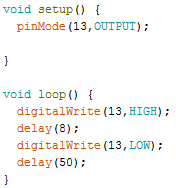 void setup() {
  pinMode(13,OUTPUT);

}

void loop() {
  digitalWrite(13,HIGH);
  delay(8);
  digitalWrite(13,LOW);
  delay(50);
}